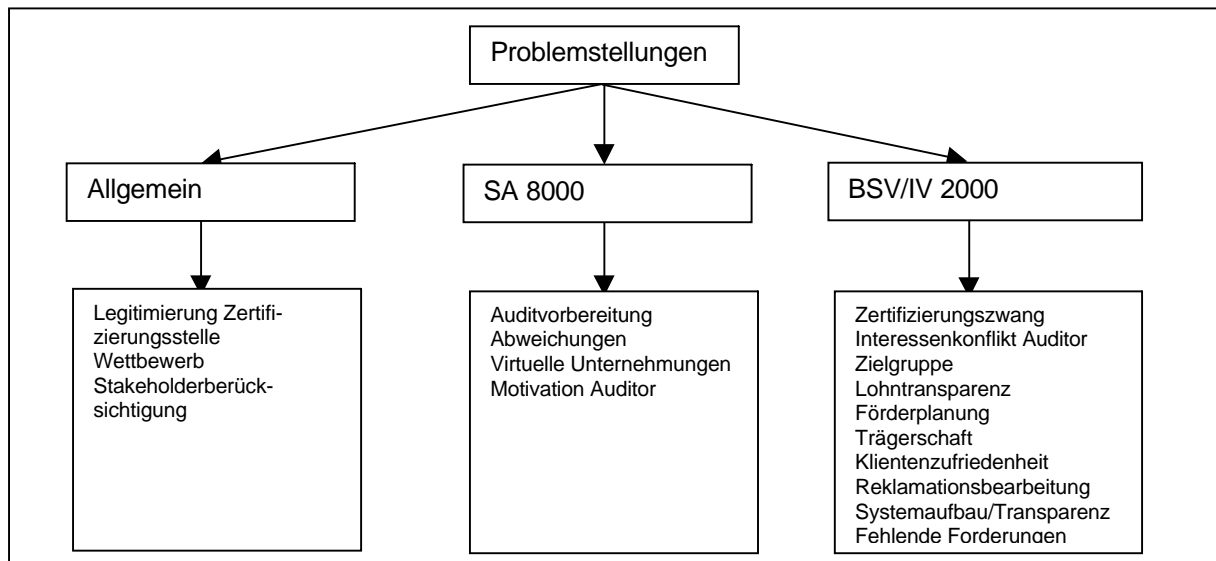 Problemstellungen
Allgemein
SA 8000
BSV/IV 2000
Legitimierung Zertifi-
zierungsstelle
Wettbewerb
Stakeholderberück-
sichtigung
Auditvorbereitung
Abweichungen
Virtuelle Unternehmungen
Motivation Auditor
Zertifizierungszwang
Interessenkonflikt Auditor
Zielgruppe
Lohntransparenz
Förderplanung
Trägerschaft
Klientenzufriedenheit
Reklamationsbearbeitung
Systemaufbau/Transparenz
Fehlende Forderungen